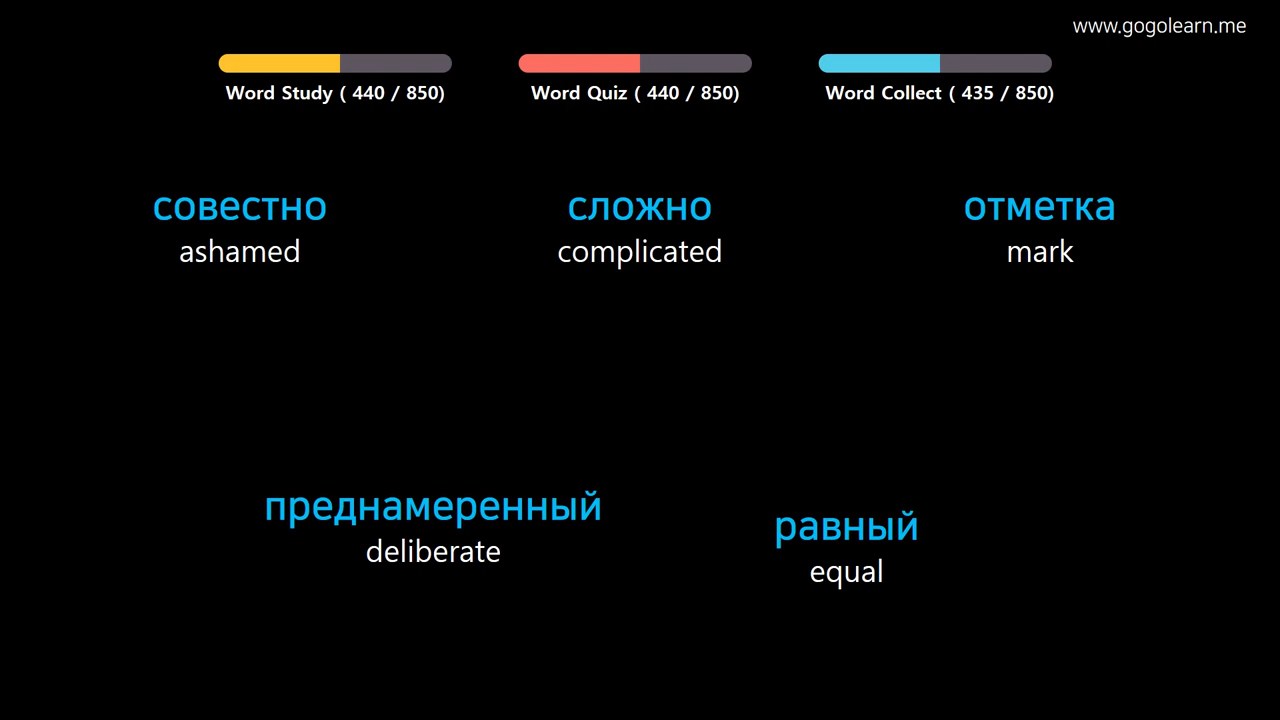 www.gogolearn.me
Word Study ( 440 / 850)
Word Quiz ( 440 / 850)
Word Collect ( 435 / 850)
совестно
ashamed
сложно
complicated
отметка
mark
преднамеренный
deliberate
равный
equal